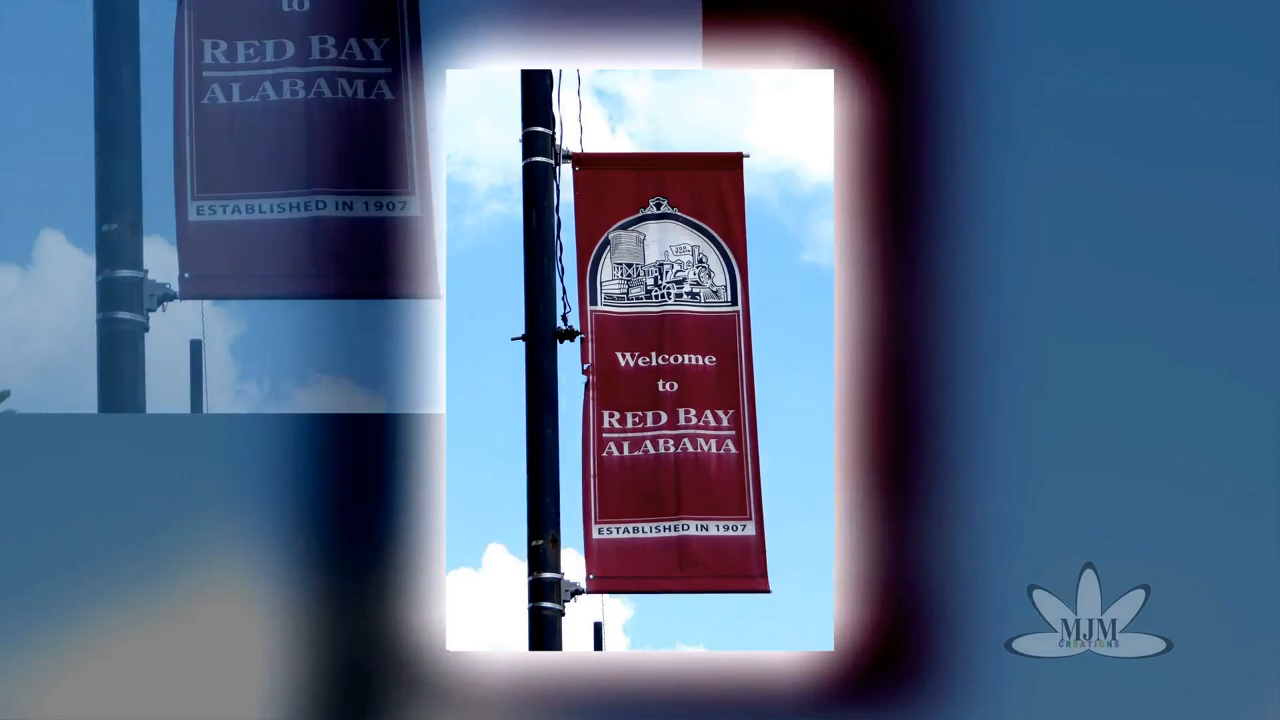 to
RED BAY
ALABAMA
ESTABLISHED IN 1907
Welcome
to
RED BAY
ALABAMA
ESTABLISHED IN 1907
MJM
CREATIONS